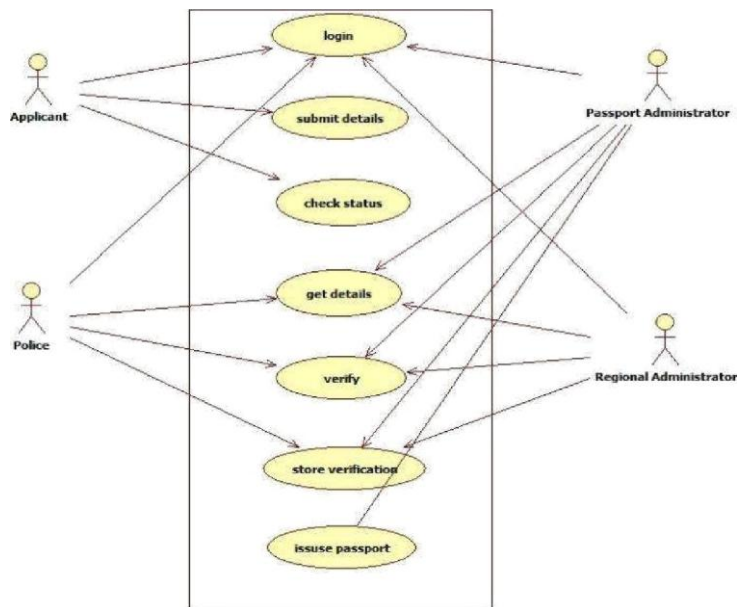 login
Applicant
Passport Administrator
submit details
check status
get details
Police
verify
Regional Administrator
store verification
issuse passport